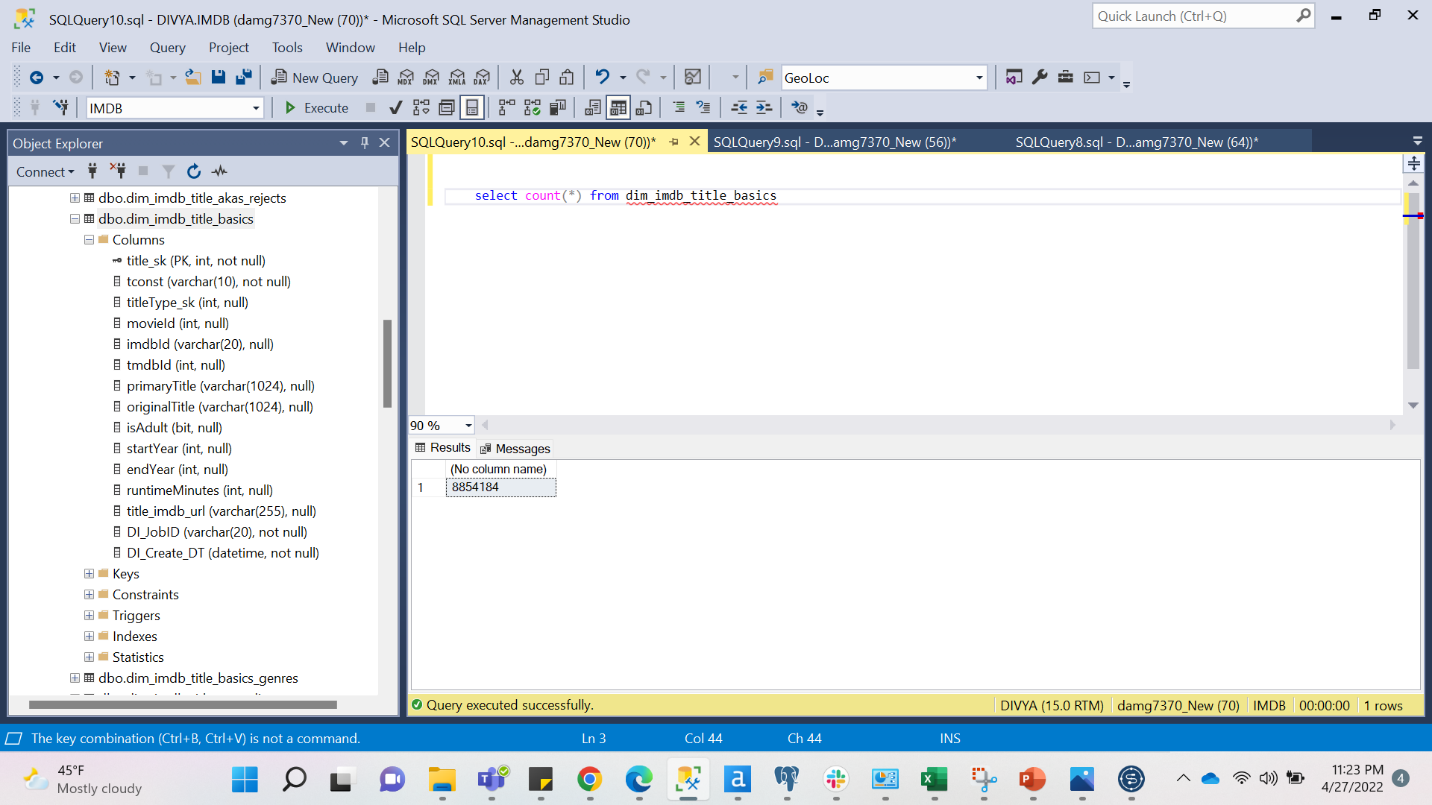 SQLQuery10.sql - DIVYA.IMDB (damg7370_New (70))* - Microsoft SQL Server Management Studio
Quick Launch (Ctrl+Q)
File Edit View Query Project Tools Window Help
New Query
MDX DMX XMLA DAX
GeoLoc
IMDB
Execute
Object Explorer
SQLQuery10.sql -...damg7370_New (70))*
SQLQuery9.sql - D...amg7370_New (56))*
SQLQuery8.sql - D...amg7370_New (64))*
Connect
dbo.dim_imdb_title_akas_rejects
dbo.dim_imdb_title_basics
Columns
title_sk (PK, int, not null)
tconst (varchar(10), not null)
titleType_sk (int, null)
movieId (int, null)
imdbId (varchar(20), null)
tmdbId (int, null)
primaryTitle (varchar(1024), null)
originalTitle (varchar(1024), null)
isAdult (bit, null)
startYear (int, null)
endYear (int, null)
runtimeMinutes (int, null)
title_imdb_url (varchar(255), null)
DI_JobID (varchar(20), not null)
DI_Create_DT (datetime, not null)
Keys
Constraints
Triggers
Indexes
Statistics
dbo.dim_imdb_title_basics_genres
select count(*) from dim_imdb_title_basics
90 %
Results Messages
(No column name)
1 8854184
Query executed successfully.
DIVYA (15.0 RTM) damg7370_New (70) IMDB 00:00:00 1 rows
The key combination (Ctrl+B, Ctrl+V) is not a command.
Ln 3 Col 44 Ch 44 INS
45°F
Mostly cloudy
11:23 PM
4/27/2022
4